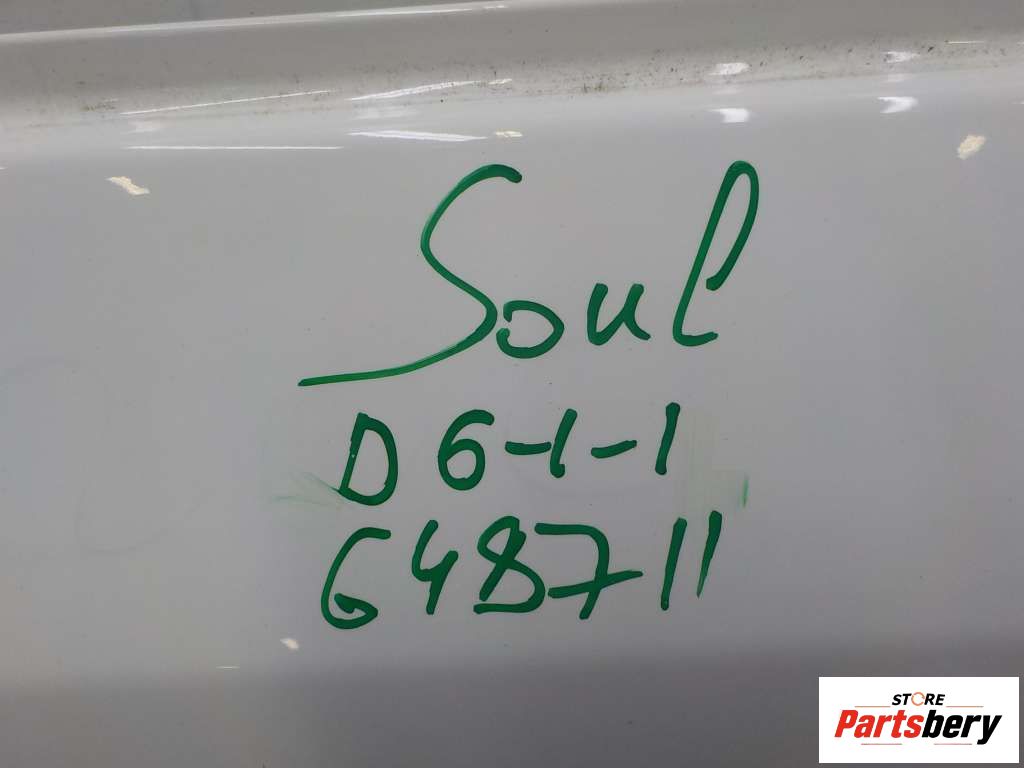 Soul
D6-1-1
648711
STORE
Partsbery